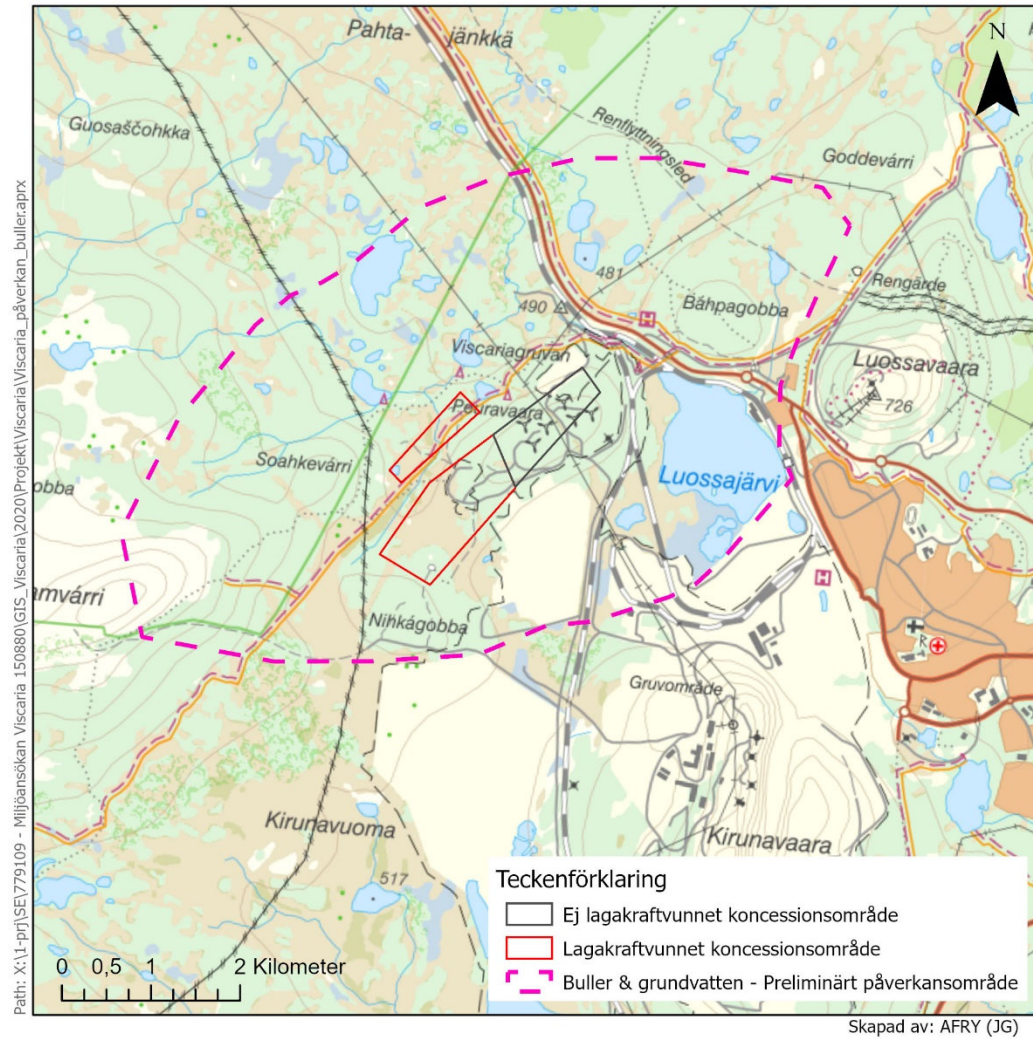 Pahta-
jänkkä
N
Guosaščohkka
Renflyttningsled
Goddevárri
481
490
Báhpagobba
Rengärde
Viscariagruvan
Luossavaara
Peuravaara
726
Soahkevárri
obba
Luossajärvi
H
H
amvárri
Nihkágobba
R
Gruvområde
Kirunavuoma
Kirunavaara
517
Teckenförklaring
Ej lagakraftvunnet koncessionsområde
Lagakraftvunnet koncessionsområde
Buller & grundvatten - Preliminärt påverkansområde
0 0,5 1 2 Kilometer
Path: X:\1-prj\SE\779109 - Miljöansökan Viscaria 150880\GIS_Viscaria\2020\Projekt\Viscaria\Viscaria_påverkan_buller.aprx
Skapad av: AFRY (JG)